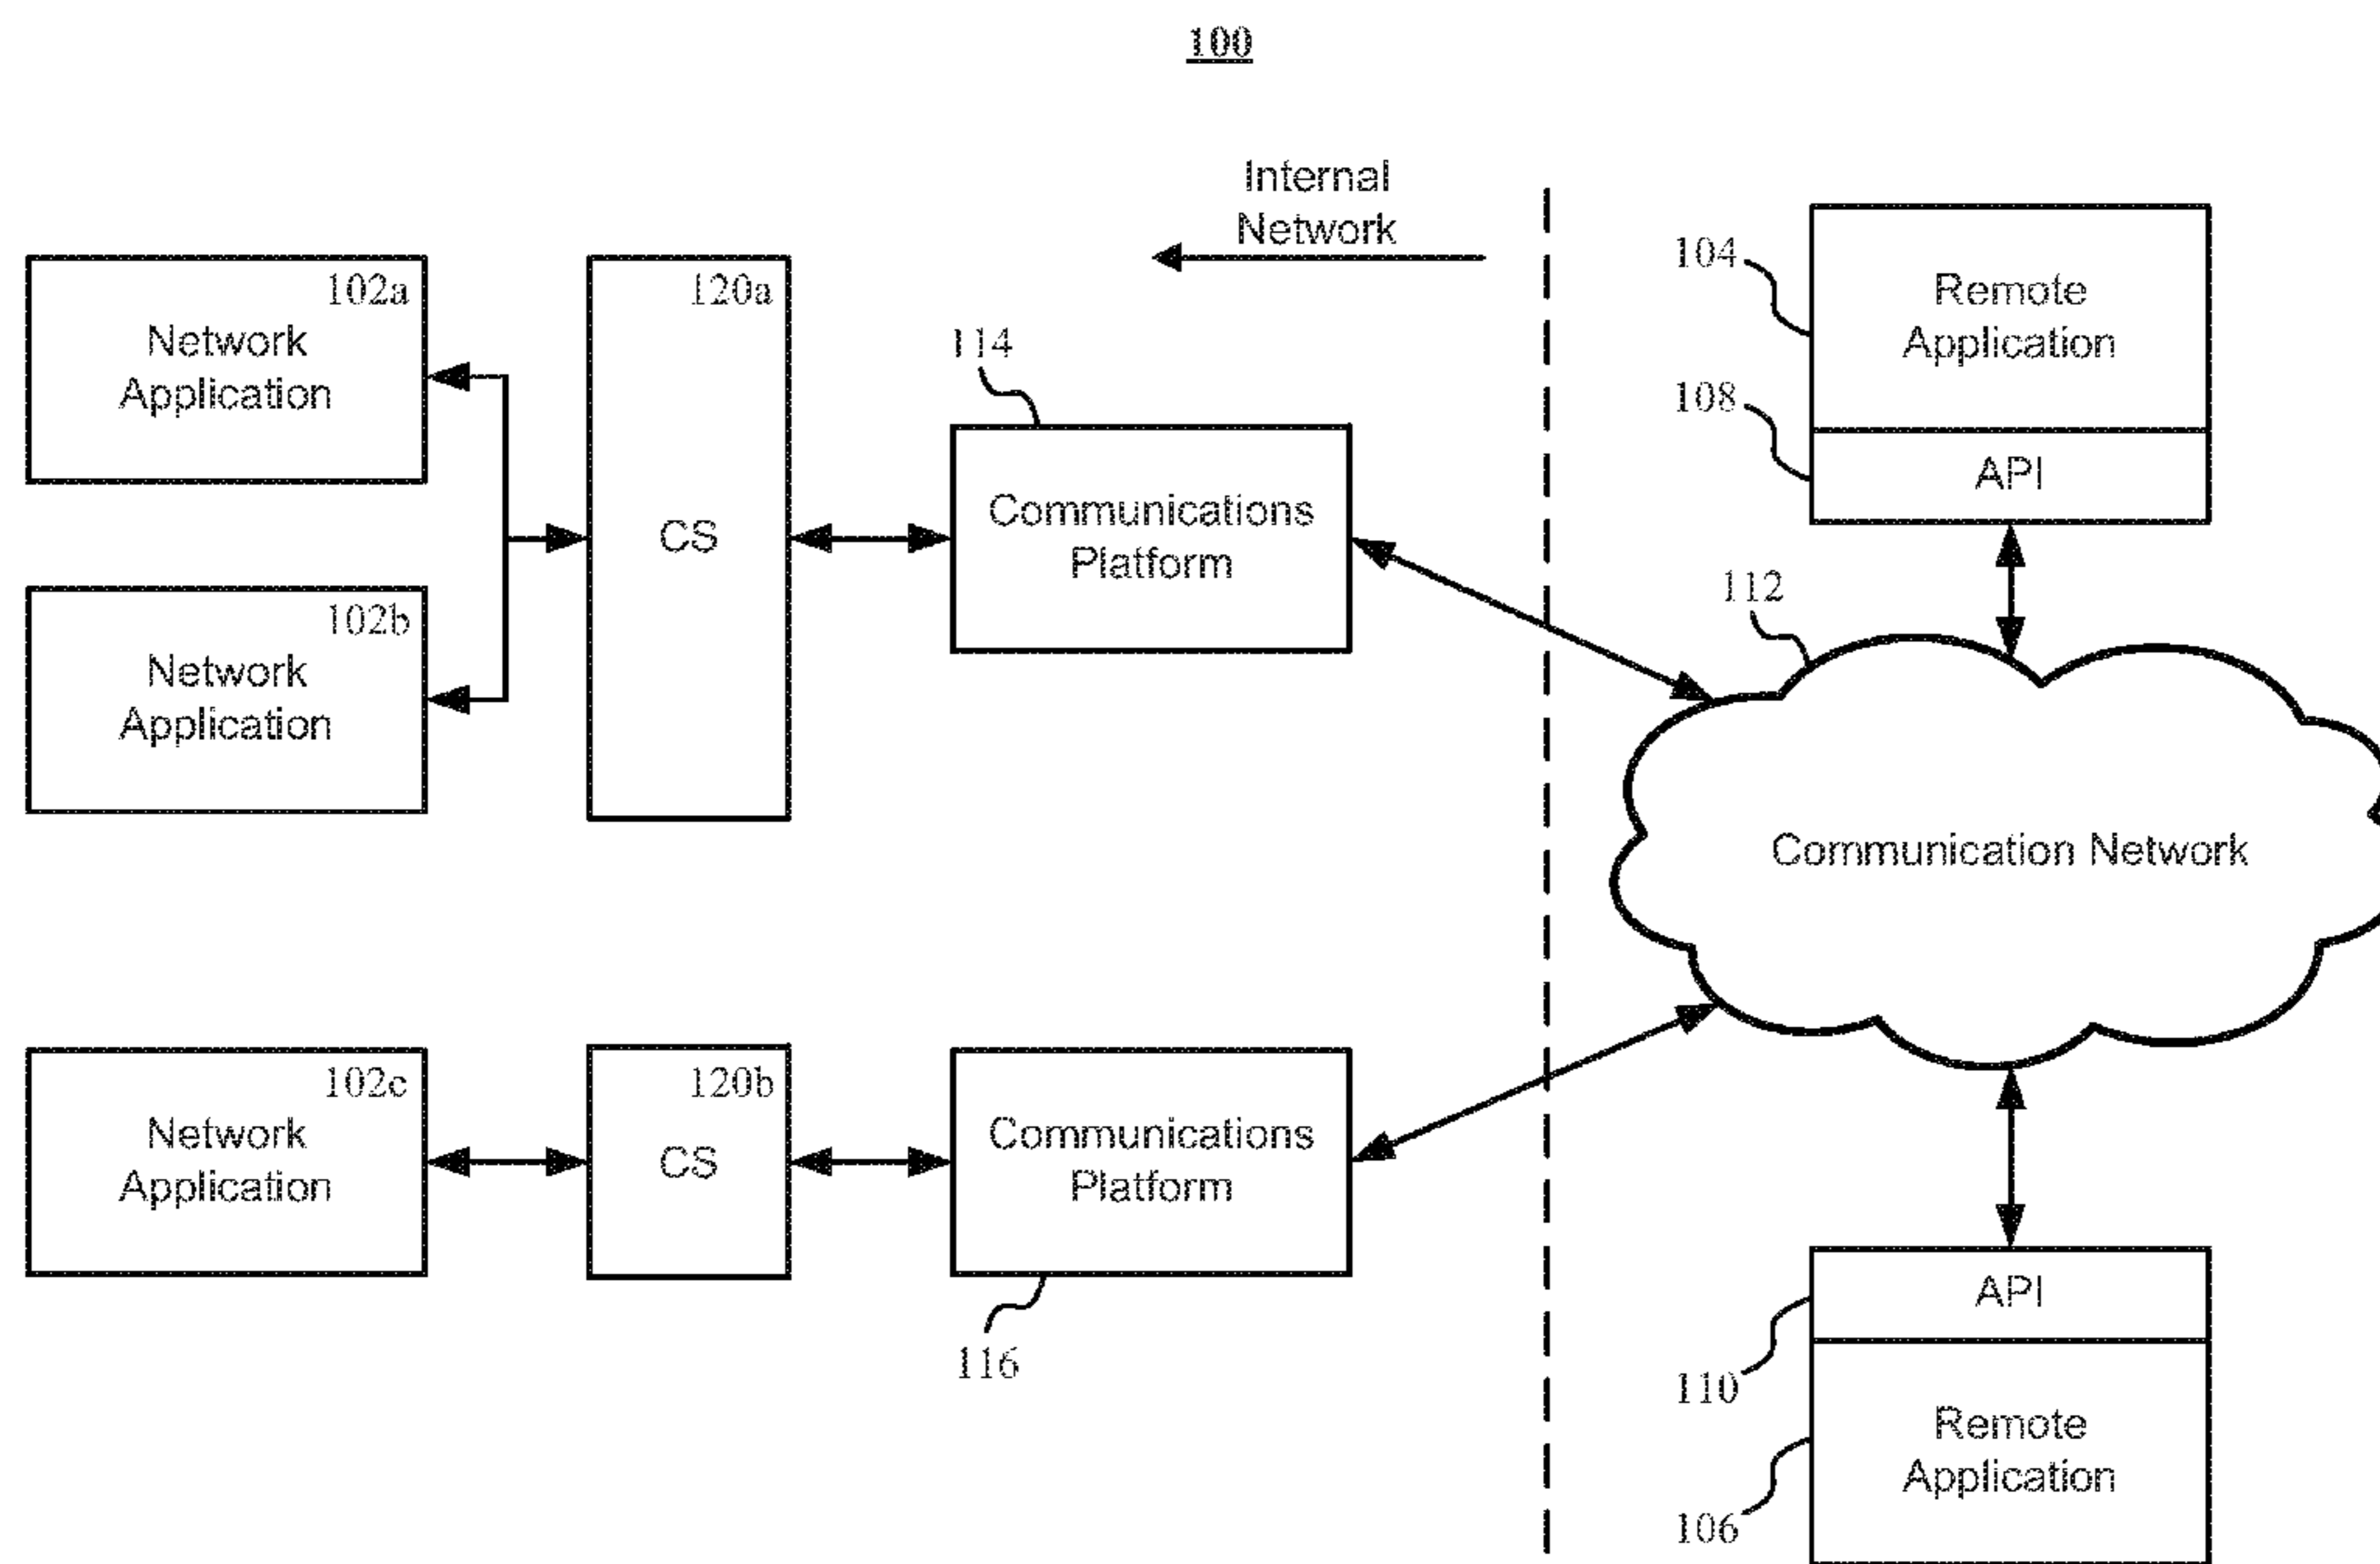 100
Internal
Network
102a
Network
Application
120a
CS
114
Communications
Platform
102b
Network
Application
104
Remote
Application
108
API
112
Communication Network
102c
Network
Application
120b
CS
Communications
Platform
116
API
110
Remote
Application
106